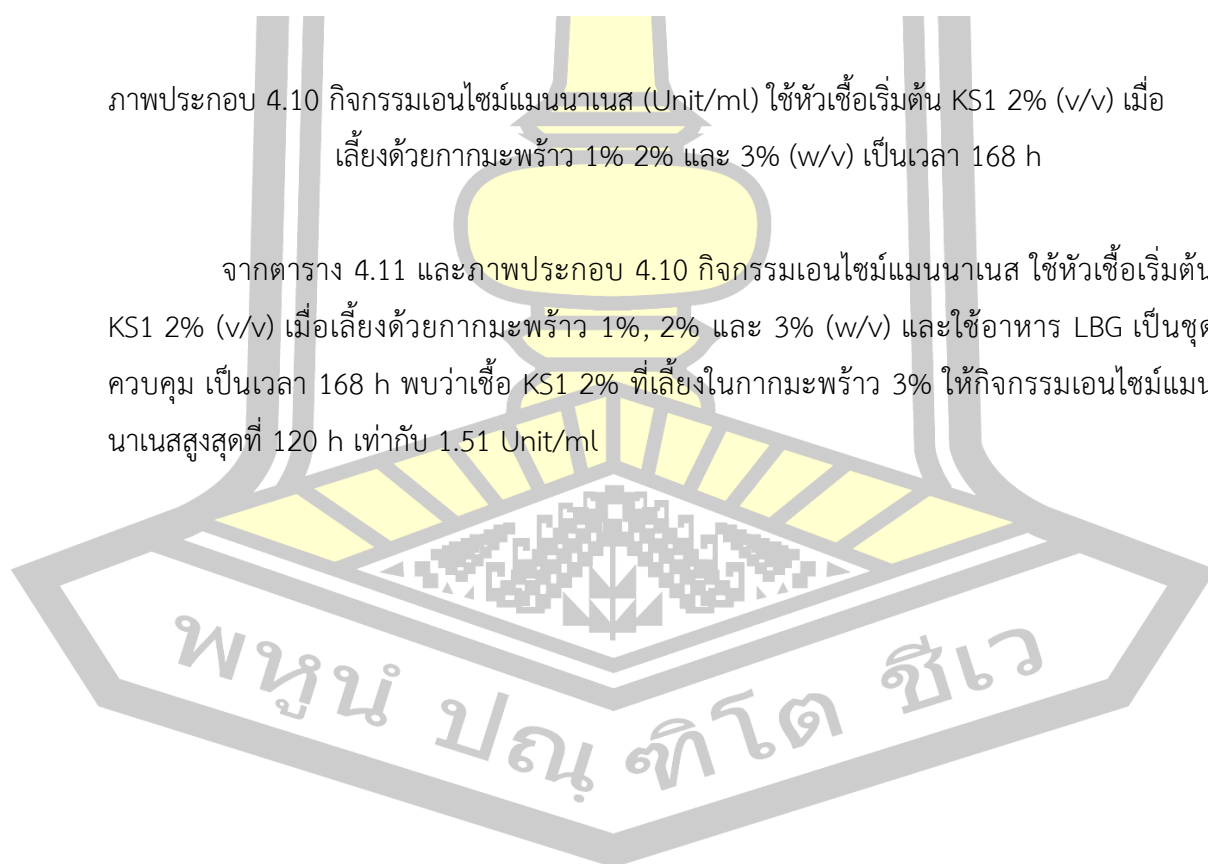 ภาพประกอบ 4.10 กิจกรรมเอนไซม์แมนนาเนส (Unit/ml) ใช้หัวเชื้อเริ่มต้น KS1 2% (v/v) เมื่อ
เลี้ยงด้วยกากมะพร้าว 1% 2% และ 3% (w/v) เป็นเวลา 168 h
จากตาราง 4.11 และภาพประกอบ 4.10 กิจกรรมเอนไซม์แมนนาเนส ใช้หัวเชื้อเริ่มต้น
KS1 2% (v/v) เมื่อเลี้ยงด้วยกากมะพร้าว 1%, 2% และ 3% (w/v) และใช้อาหาร LBG เป็นชุด
ควบคุม เป็นเวลา 168 h พบว่าเชื้อ KS1 2% ที่เลี้ยงในกากมะพร้าว 3% ให้กิจกรรมเอนไซม์แมน
นาเนสสูงสุดที่ 120 h เท่ากับ 1.51 Unit/ml
พหูนํ ปณฺฑิโต ชีเว